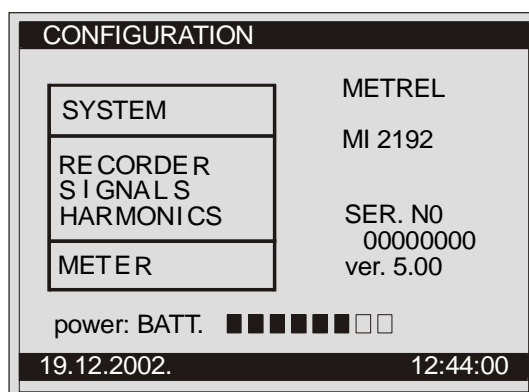 CONFIGURATION
SYSTEM
RECORDER
SIGNALS
HARMONICS
METER
METREL
MI 2192
SER. N0
00000000
ver. 5.00
power: BATT.
19.12.2002. 12:44:00